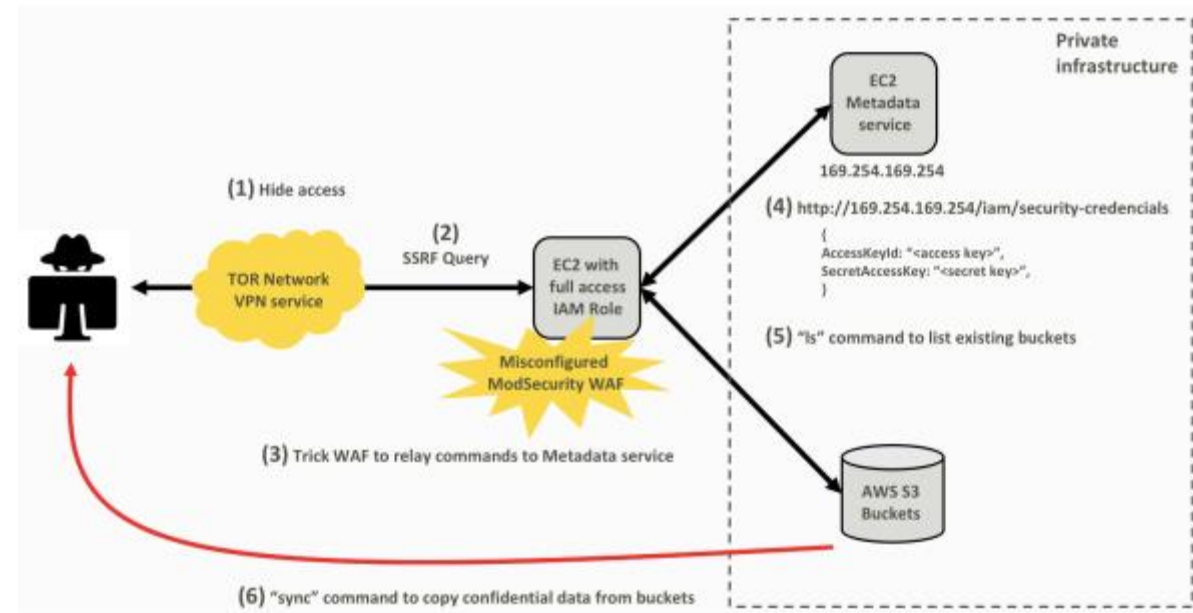 Private
infrastructure
EC2
Metadata
service
169.254.169.254
(1) Hide access
(2)
SSRF Query
TOR Network
VPN service
EC2 with
full access
IAM Role
Misconfigured
ModSecurity WAF
(3) Trick WAF to relay commands to Metadata service
(4) http://169.254.169.254/iam/security-credencials
{
AccessKeyId: “<access key>”,
SecretAccessKey: “<secret key>”,
}
(5) “ls” command to list existing buckets
AWS S3
Buckets
(6) “sync” command to copy confidential data from buckets